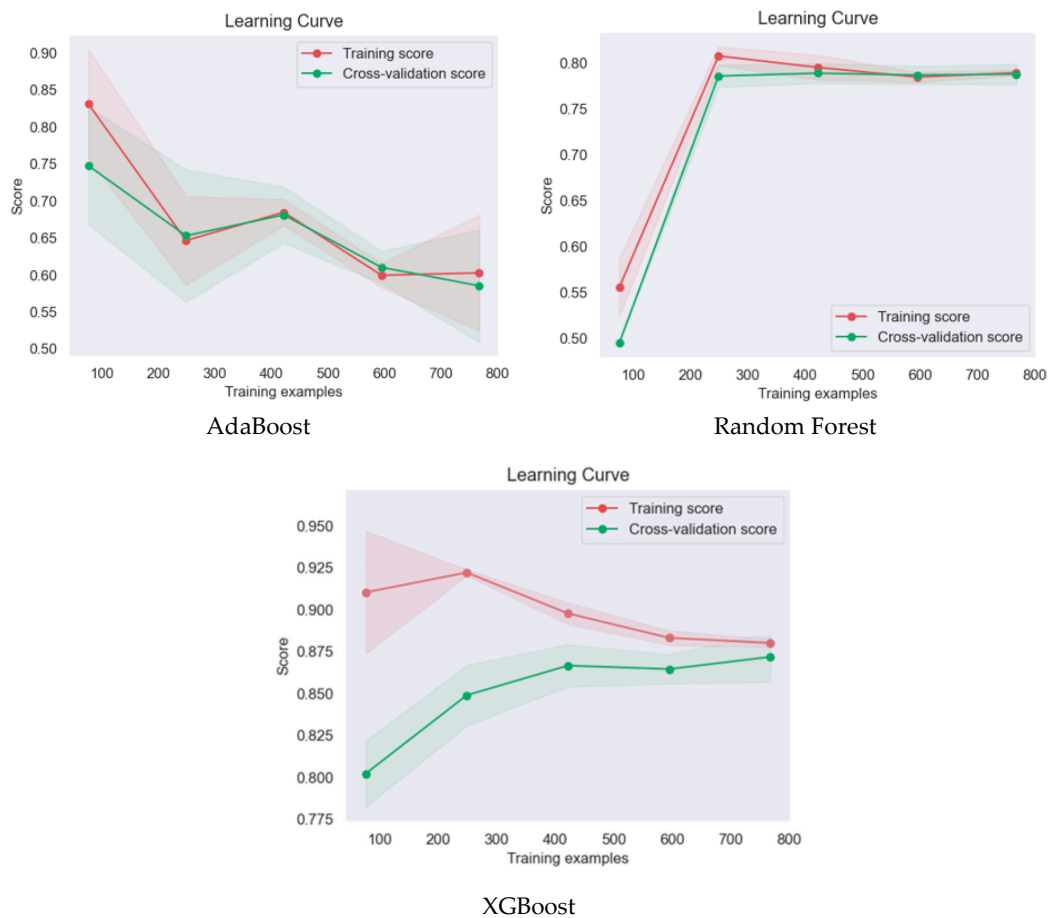 Learning Curve
0.90
0.85
0.80
0.75
0.70
0.65
0.60
0.55
0.50
Score
Training score
Cross-validation score
100 200 300 400 500 600 700 800
Training examples
AdaBoost
Learning Curve
0.80
0.75
0.70
0.65
0.60
0.55
0.50
Score
Training score
Cross-validation score
100 200 300 400 500 600 700 800
Training examples
Random Forest
Learning Curve
0.950
0.925
0.900
0.875
0.850
0.825
0.800
0.775
Score
Training score
Cross-validation score
100 200 300 400 500 600 700 800
Training examples
XGBoost